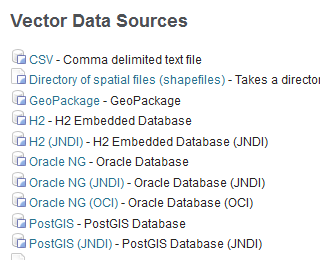 Vector Data Sources
CSV - Comma delimited text file
Directory of spatial files (shapefiles) - Takes a director
GeoPackage - GeoPackage
H2 - H2 Embedded Database
H2 (JNDI) - H2 Embedded Database (JNDI)
Oracle NG - Oracle Database
Oracle NG (JNDI) - Oracle Database (JNDI)
Oracle NG (OCI) - Oracle Database (OCI)
PostGIS - PostGIS Database
PostGIS (JNDI) - PostGIS Database (JNDI)